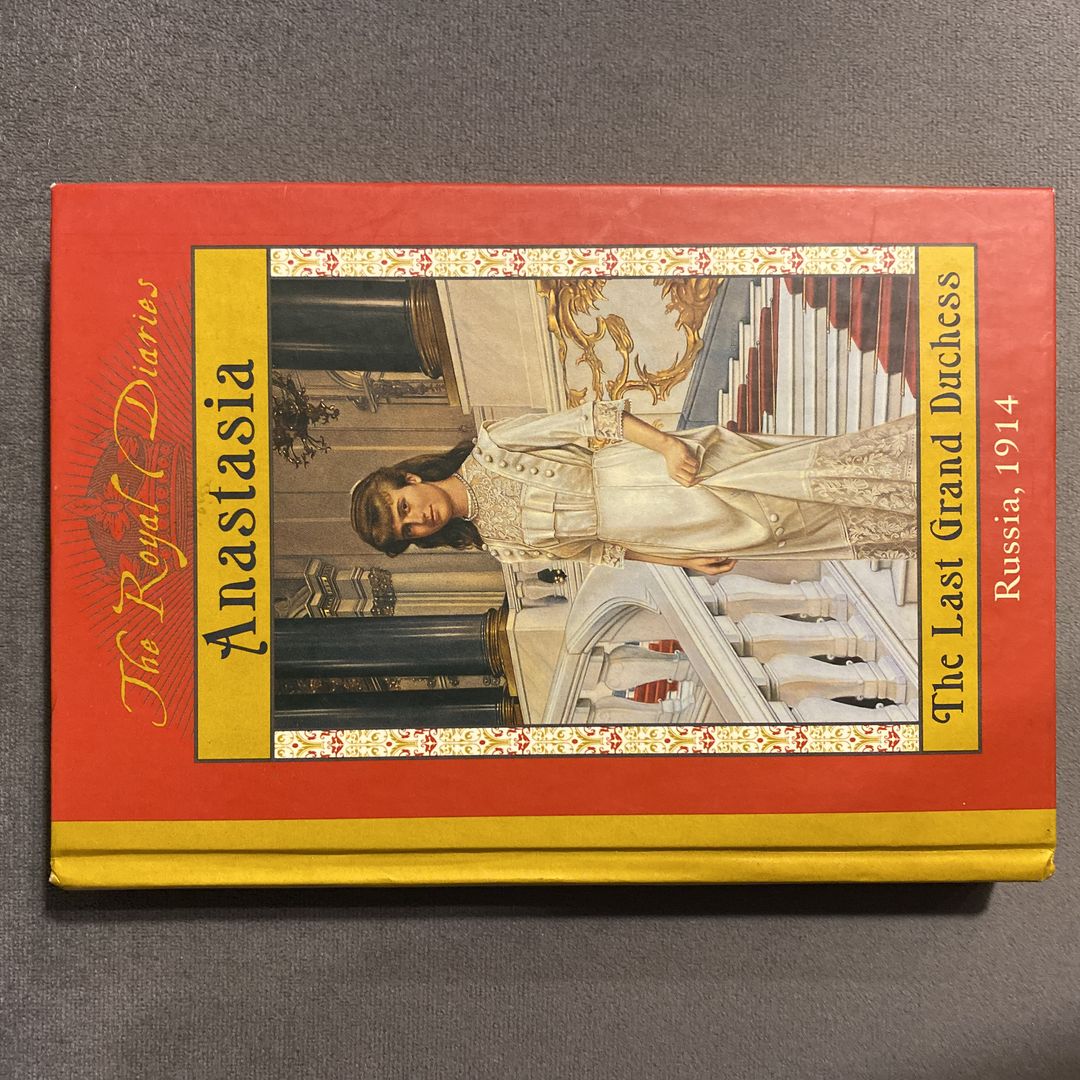 The Royal Diaries
Anastasia
The Last Grand Duchess
Russia, 1914